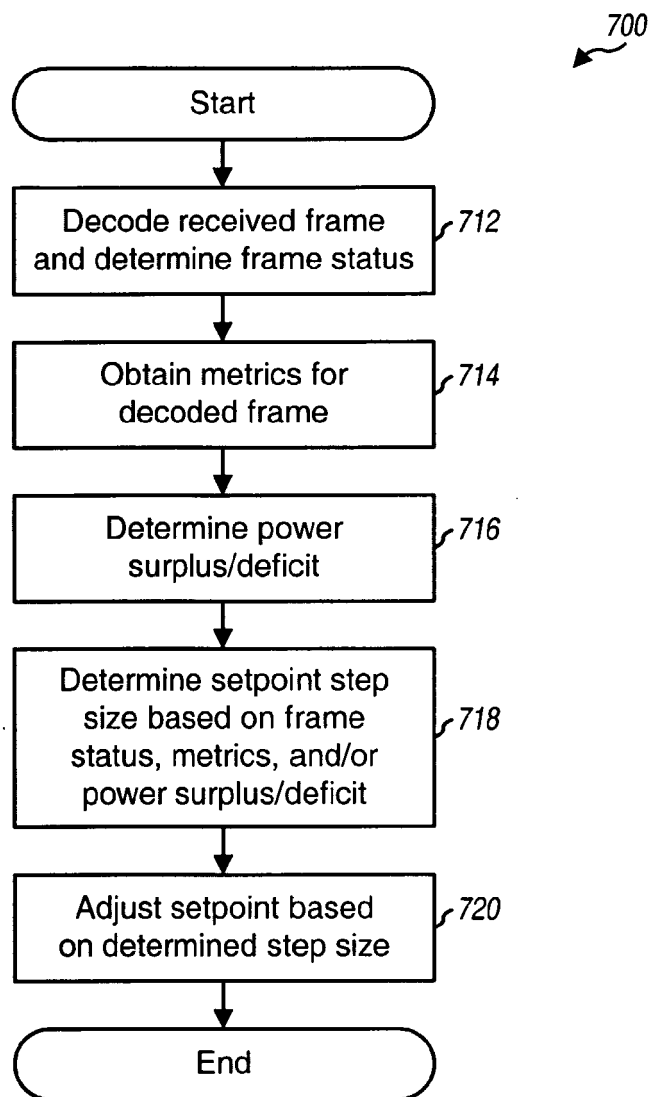 700
Start
Decode received frame
and determine frame status
712
Obtain metrics for
decoded frame
714
Determine power
surplus/deficit
716
Determine setpoint step
size based on frame
status, metrics, and/or
power surplus/deficit
718
Adjust setpoint based
on determined step size
720
End